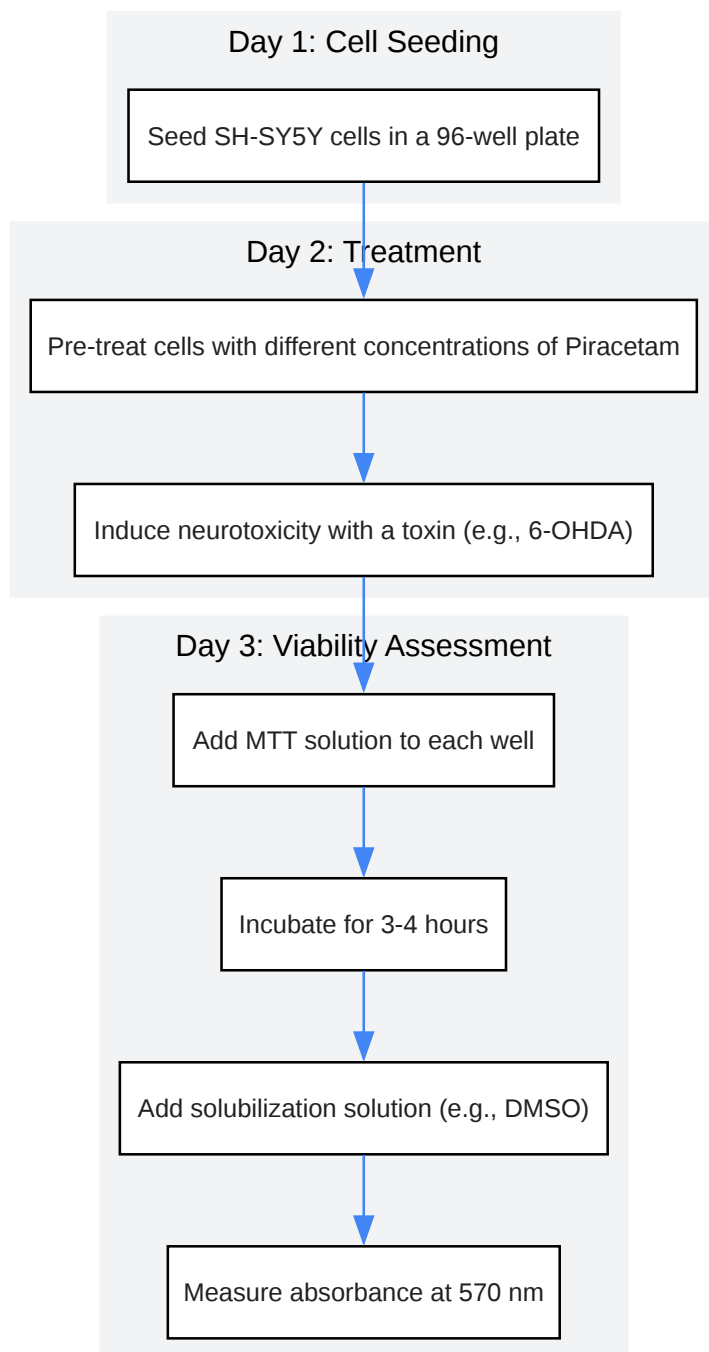 Day 1: Cell Seeding
Seed SH-SY5Y cells in a 96-well plate
Day 2: Treatment
Pre-treat cells with different concentrations of Piracetam
Induce neurotoxicity with a toxin (e.g., 6-OHDA)
Day 3: Viability Assessment
Add MTT solution to each well
Incubate for 3-4 hours
Add solubilization solution (e.g., DMSO)
Measure absorbance at 570 nm